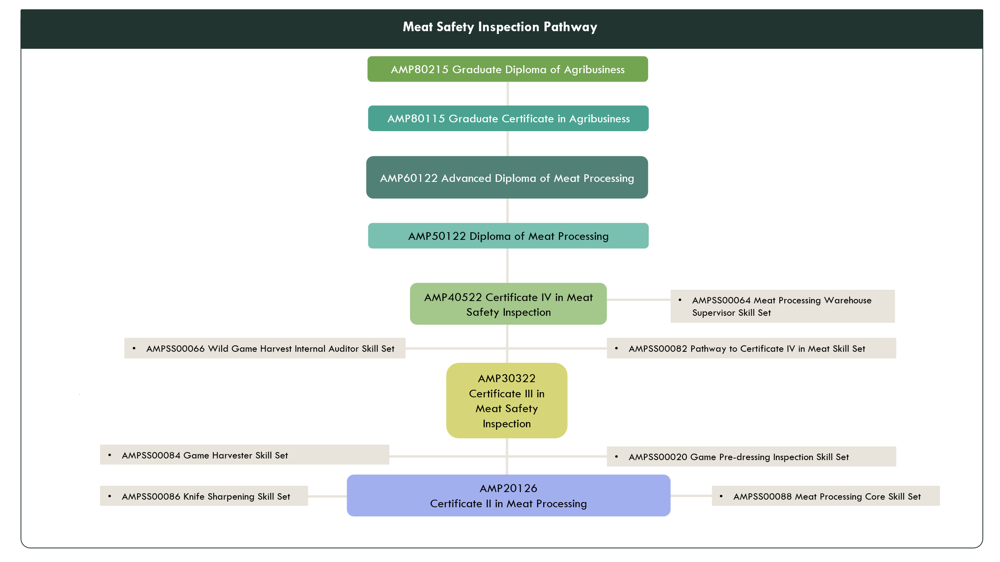 Meat Safety Inspection Pathway
AMP80215 Graduate Diploma of Agribusiness
AMP80115 Graduate Certificate in Agribusiness
AMP60122 Advanced Diploma of Meat Processing
AMP50122 Diploma of Meat Processing
AMP40522 Certificate IV in Meat
Safety Inspection
• AMPSS00064 Meat Processing Warehouse
Supervisor Skill Set
• AMPSS00066 Wild Game Harvest Internal Auditor Skill Set
• AMPSS00082 Pathway to Certificate IV in Meat Skill Set
AMP30322
Certificate III in
Meat Safety
Inspection
• AMPSS00084 Game Harvester Skill Set
• AMPSS00020 Game Pre-dressing Inspection Skill Set
• AMPSS00086 Knife Sharpening Skill Set
AMP20126
Certificate II in Meat Processing
• AMPSS00088 Meat Processing Core Skill Set